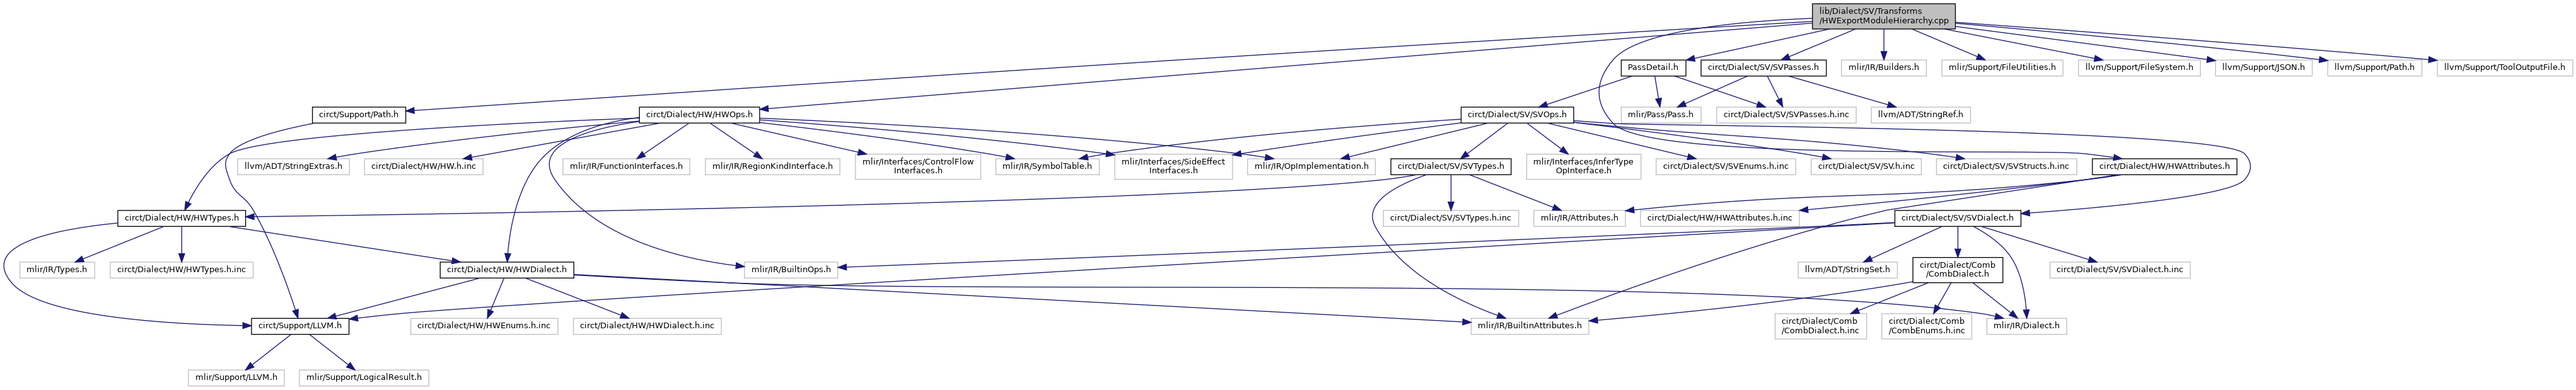 lib/Dialect/SV/Transforms
/HWExportModuleHierarchy.cpp
PassDetail.h
circt/Dialect/SV/SVPasses.h
mlir/IR/Builders.h
mlir/Support/FileUtilities.h
llvm/Support/FileSystem.h
llvm/Support/JSON.h
llvm/Support/Path.h
llvm/Support/ToolOutputFile.h
circt/Support/Path.h
circt/Dialect/HW/HWOps.h
circt/Dialect/SV/SVOps.h
mlir/Pass/Pass.h
circt/Dialect/SV/SVPasses.h.inc
llvm/ADT/StringRef.h
llvm/ADT/StringExtras.h
circt/Dialect/HW/HW.h.inc
mlir/IR/FunctionInterfaces.h
mlir/IR/RegionKindInterface.h
mlir/Interfaces/ControlFlow
Interfaces.h
mlir/IR/SymbolTable.h
mlir/Interfaces/SideEffect
Interfaces.h
mlir/IR/OpImplementation.h
circt/Dialect/SV/SVTypes.h
mlir/Interfaces/InferType
OpInterface.h
circt/Dialect/SV/SVEnums.h.inc
circt/Dialect/SV/SV.h.inc
circt/Dialect/SV/SVStructs.h.inc
circt/Dialect/HW/HWAttributes.h
circt/Dialect/HW/HWTypes.h
circt/Dialect/SV/SVTypes.h.inc
mlir/IR/Attributes.h
circt/Dialect/HW/HWAttributes.h.inc
circt/Dialect/SV/SVDialect.h
mlir/IR/Types.h
circt/Dialect/HW/HWTypes.h.inc
circt/Dialect/HW/HWDialect.h
mlir/IR/BuiltinOps.h
llvm/ADT/StringSet.h
circt/Dialect/Comb
/CombDialect.h
circt/Dialect/SV/SVDialect.h.inc
circt/Support/LLVM.h
circt/Dialect/HW/HWEnums.h.inc
circt/Dialect/HW/HWDialect.h.inc
mlir/IR/BuiltinAttributes.h
circt/Dialect/Comb
/CombDialect.h.inc
circt/Dialect/Comb
/CombEnums.h.inc
mlir/IR/Dialect.h
mlir/Support/LLVM.h
mlir/Support/LogicalResult.h